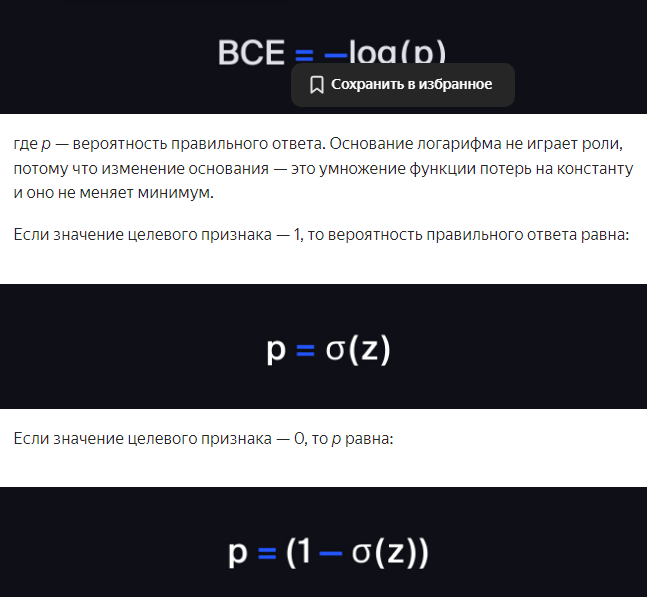 BCE = −log(p)
Сохранить в избранное
где p — вероятность правильного ответа. Основание логарифма не играет роли,
потому что изменение основания — это умножение функции потерь на константу
и оно не меняет минимум.
Если значение целевого признака — 1, то вероятность правильного ответа равна:
p = σ(z)
Если значение целевого признака — 0, то p равна:
p = (1 − σ(z))